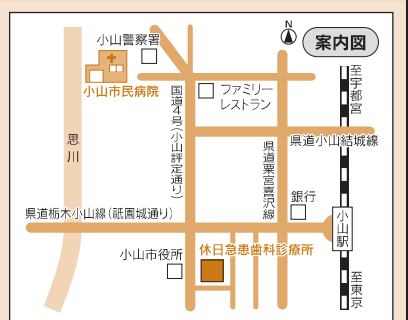 N
案内図
小山警察署
至宇都宮
小山市民病院
ファミリー
レストラン
国道4号(小山評定通り)
思川
県道小山結城線
県道粟宮喜沢線
銀行
県道栃木小山線(祇園城通り)
小山駅
小山市役所
休日急患歯科診療所
至東京